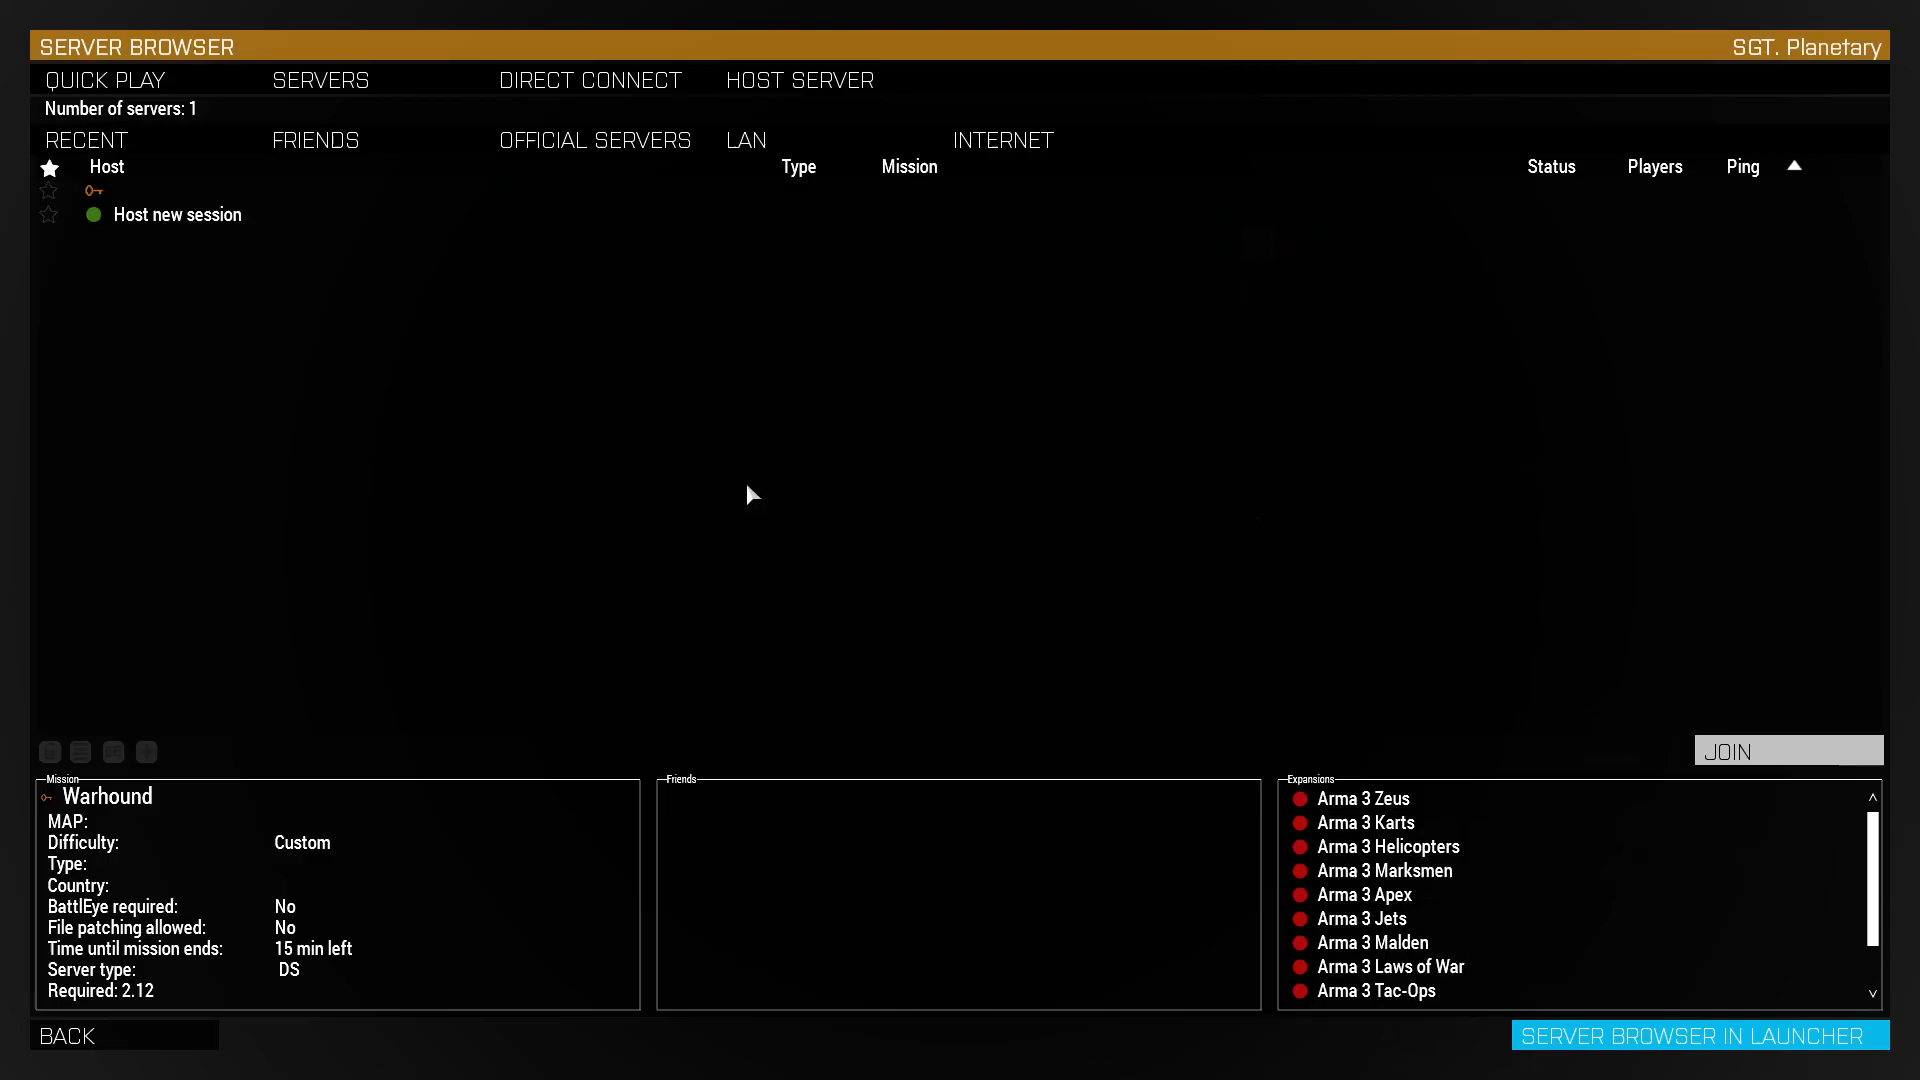 SERVER BROWSER SGT. Planetary
QUICK PLAY SERVERS DIRECT CONNECT HOST SERVER
Number of servers: 1
RECENT FRIENDS OFFICIAL SERVERS LAN INTERNET
Host Type Mission Status Players Ping
Host new session
JOIN
Mission
Warhound
MAP:
Difficulty: Custom
Type:
Country:
BattlEye required: No
File patching allowed: No
Time until mission ends: 15 min left
Server type: DS
Required: 2.12
Friends
Expansions
Arma 3 Zeus
Arma 3 Karts
Arma 3 Helicopters
Arma 3 Marksmen
Arma 3 Apex
Arma 3 Jets
Arma 3 Malden
Arma 3 Laws of War
Arma 3 Tac-Ops
BACK SERVER BROWSER IN LAUNCHER